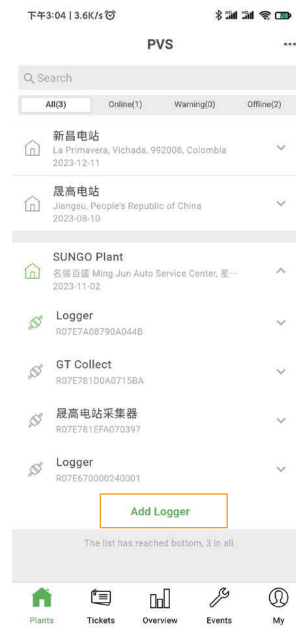 下午3:04 | 3.6K/s
PVS
Search
All(3)
Online(1)
Warning(0)
Offline(2)
新昌电站
La Primavera, Vichada, 992008, Colombia
2023-12-11
晟高电站
Jiangsu, People's Republic of China
2023-08-10
SUNGO Plant
名骏百盛 Ming Jun Auto Service Center, 星…
2023-11-02
Logger
R07E7A08790A044B
GT Collect
R07E781D0A0715BA
晟高电站采集器
R07E781EFA070397
Logger
R07E670000240001
Add Logger
The list has reached bottom, 3 in all.
Plants
Tickets
Overview
Events
My